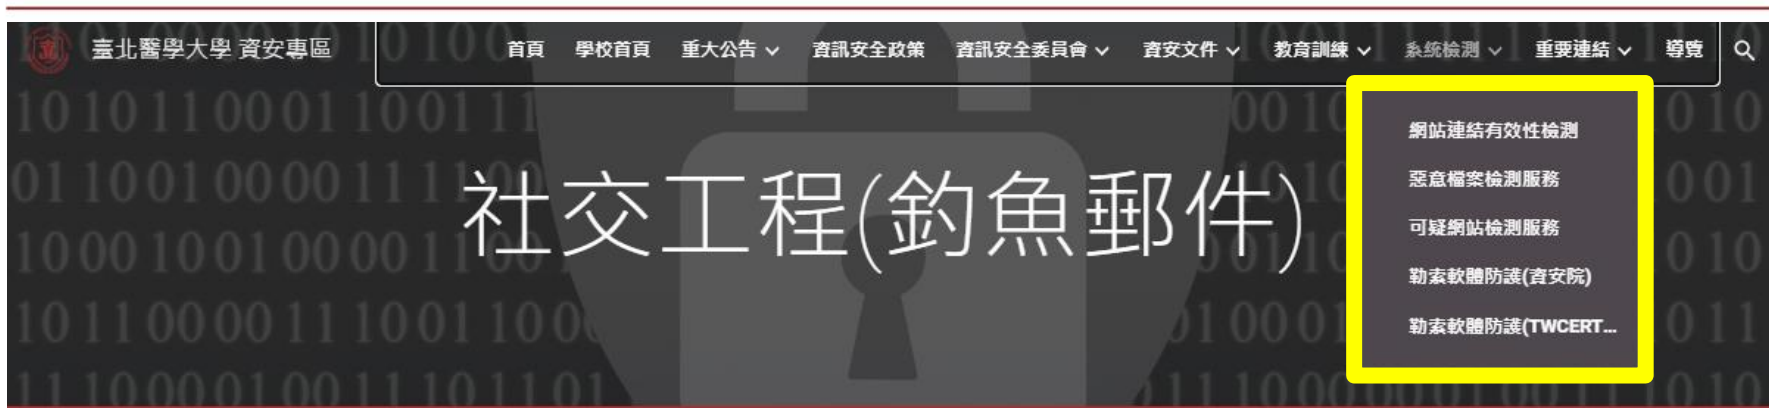 臺北醫學大學 資安專區
首頁 學校首頁 重大公告 資訊安全政策 資訊安全委員會 資安文件 教育訓練 系統檢測 重要連結 導覽
社交工程(釣魚郵件)
網站連結有效性檢測
惡意檔案檢測服務
可疑網站檢測服務
勒索軟體防護(資安院)
勒索軟體防護(TWCERT...